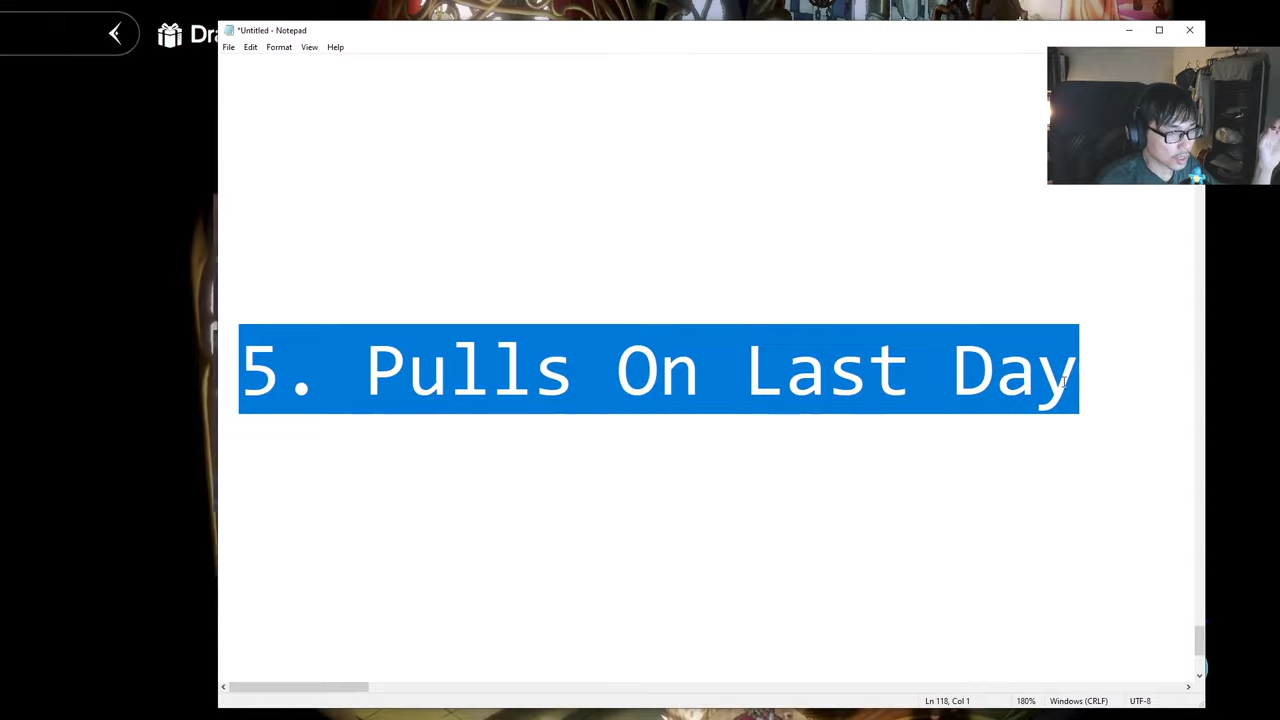 Dra
*Untitled - Notepad
File Edit Format View Help
5. Pulls On Last Day
Ln 118, Col 1 180% Windows (CRLF) UTF-8